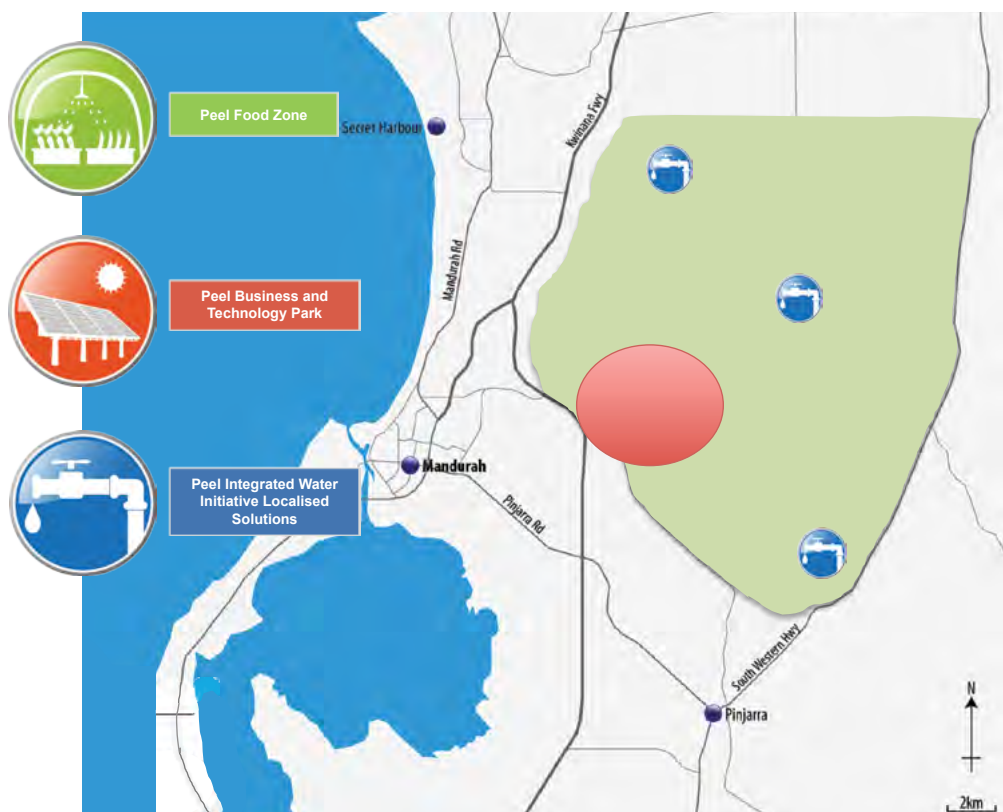 Peel Food Zone
Secret Harbour
Kwinana Fwy
Mandurah Rd
Peel Business and
Technology Park
Mandurah
Peel Integrated Water
Initiative Localised
Solutions
Pinjarra Rd
South Western Hwy
Pinjarra
N
2km